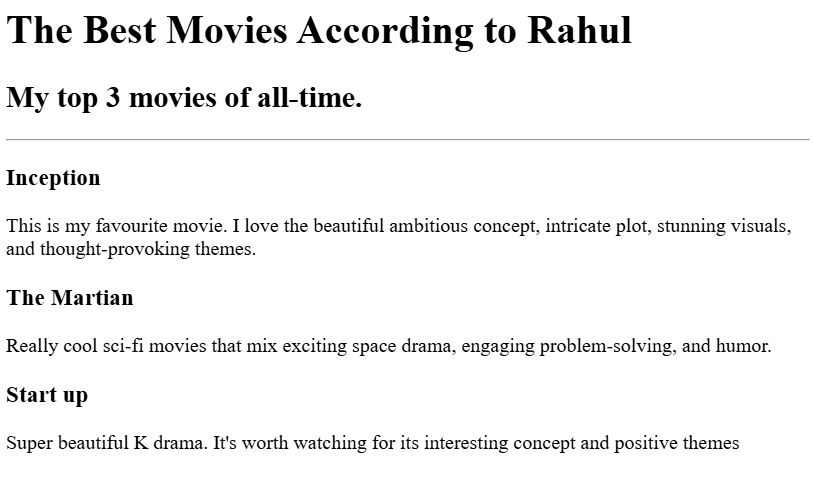 The Best Movies According to Rahul
My top 3 movies of all-time.
Inception
This is my favourite movie. I love the beautiful ambitious concept, intricate plot, stunning visuals,
and thought-provoking themes.
The Martian
Really cool sci-fi movies that mix exciting space drama, engaging problem-solving, and humor.
Start up
Super beautiful K drama. It's worth watching for its interesting concept and positive themes